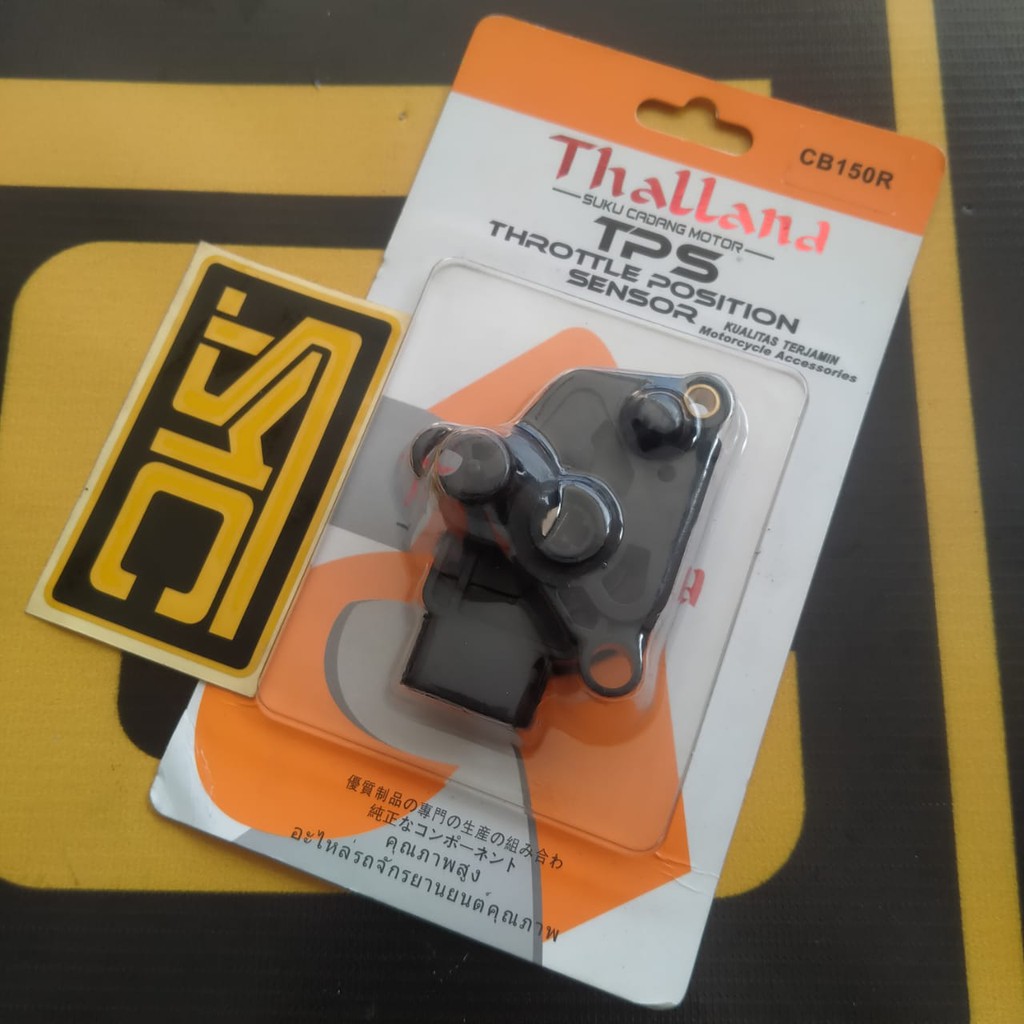 CB150R
Thailand
SUKU CADANG MOTOR
TPS
THROTTLE POSITION
SENSOR
KUALITAS TERJAMIN
Motorcycle Accessories
優質制品の專門の生産の組み合わ
純正なコンポーネント
คุณภาพสูง
อะไหล่รถจักรยานยนต์คุณภาพ